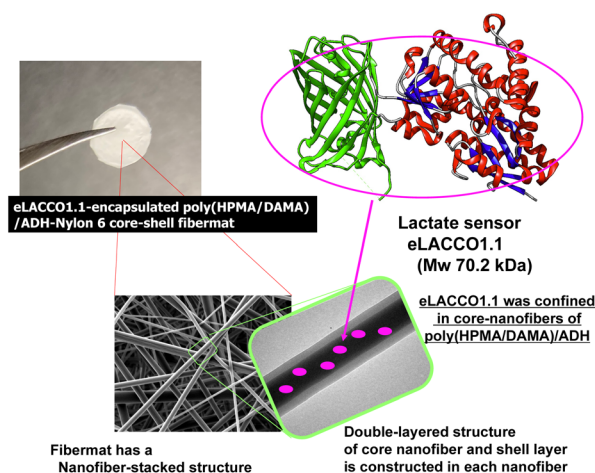 eLACCO1.1-encapsulated poly(HPMA/DAMA)
/ADH-Nylon 6 core-shell fibermat
Lactate sensor
eLACCO1.1
(Mw 70.2 kDa)
eLACCO1.1 was confined
in core-nanofibers of
poly(HPMA/DAMA)/ADH
Fibermat has a
Nanofiber-stacked structure
Double-layered structure
of core nanofiber and shell layer
is constructed in each nanofiber